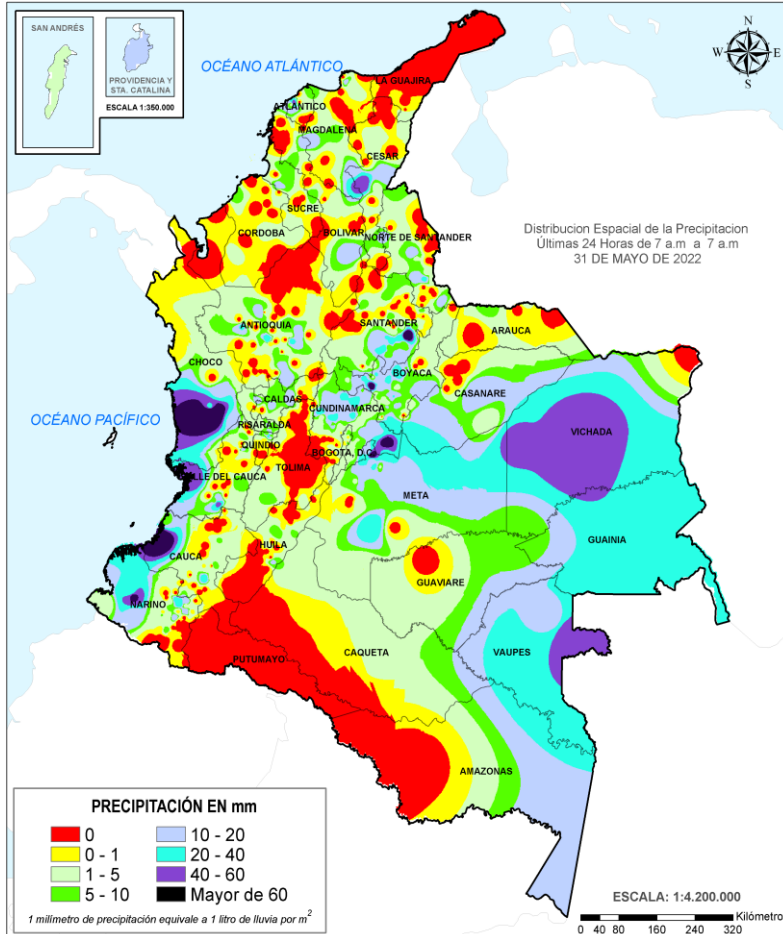 SAN ANDRÉS
PROVIDENCIA Y
STA. CATALINA
ESCALA 1:350.000
OCÉANO ATLÁNTICO
N
W
E
S
LA GUAJIRA
ATLANTICO
MAGDALENA
CESAR
SUCRE
CORDOBA
BOLIVAR
NORTE DE SANTANDER
Distribucion Espacial de la Precipitacion
Últimas 24 Horas de 7 a.m a 7 a.m
31 DE MAYO DE 2022
ANTIOQUIA
SANTANDER
ARAUCA
CHOCO
BOYACA
CASANARE
CALDAS
CUNDINAMARCA
OCÉANO PACÍFICO
RISARALDA
VICHADA
QUINDIO
BOGOTA, D.C.
TOLIMA
VALLE DEL CAUCA
META
GUAINIA
HUILA
CAUCA
GUAVIARE
NARIÑO
PUTUMAYO
CAQUETA
VAUPES
AMAZONAS
PRECIPITACIÓN EN mm
0
0 - 1
1 - 5
5 - 10
10 - 20
20 - 40
40 - 60
Mayor de 60
1 milímetro de precipitación equivale a 1 litro de lluvia por m²
ESCALA: 1:4.200.000
Kilómetro
0 40 80 160 240 320